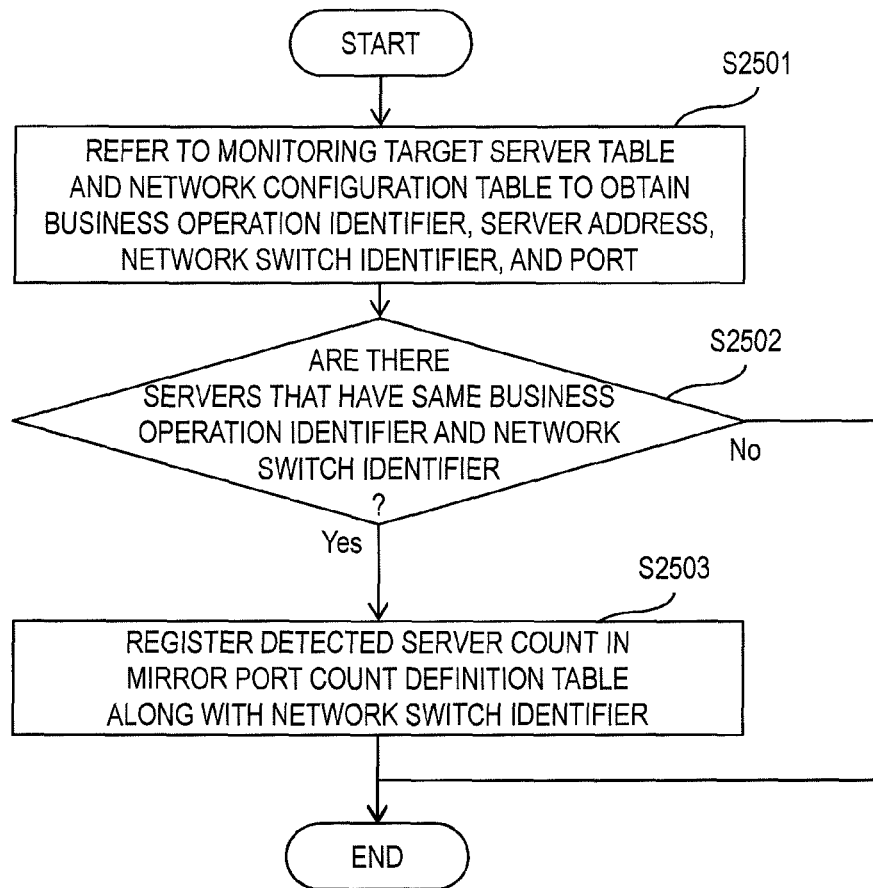 START
S2501
REFER TO MONITORING TARGET SERVER TABLE
AND NETWORK CONFIGURATION TABLE TO OBTAIN
BUSINESS OPERATION IDENTIFIER, SERVER ADDRESS,
NETWORK SWITCH IDENTIFIER, AND PORT
S2502
ARE THERE
SERVERS THAT HAVE SAME BUSINESS
OPERATION IDENTIFIER AND NETWORK
SWITCH IDENTIFIER
?
No
Yes
S2503
REGISTER DETECTED SERVER COUNT IN
MIRROR PORT COUNT DEFINITION TABLE
ALONG WITH NETWORK SWITCH IDENTIFIER
END